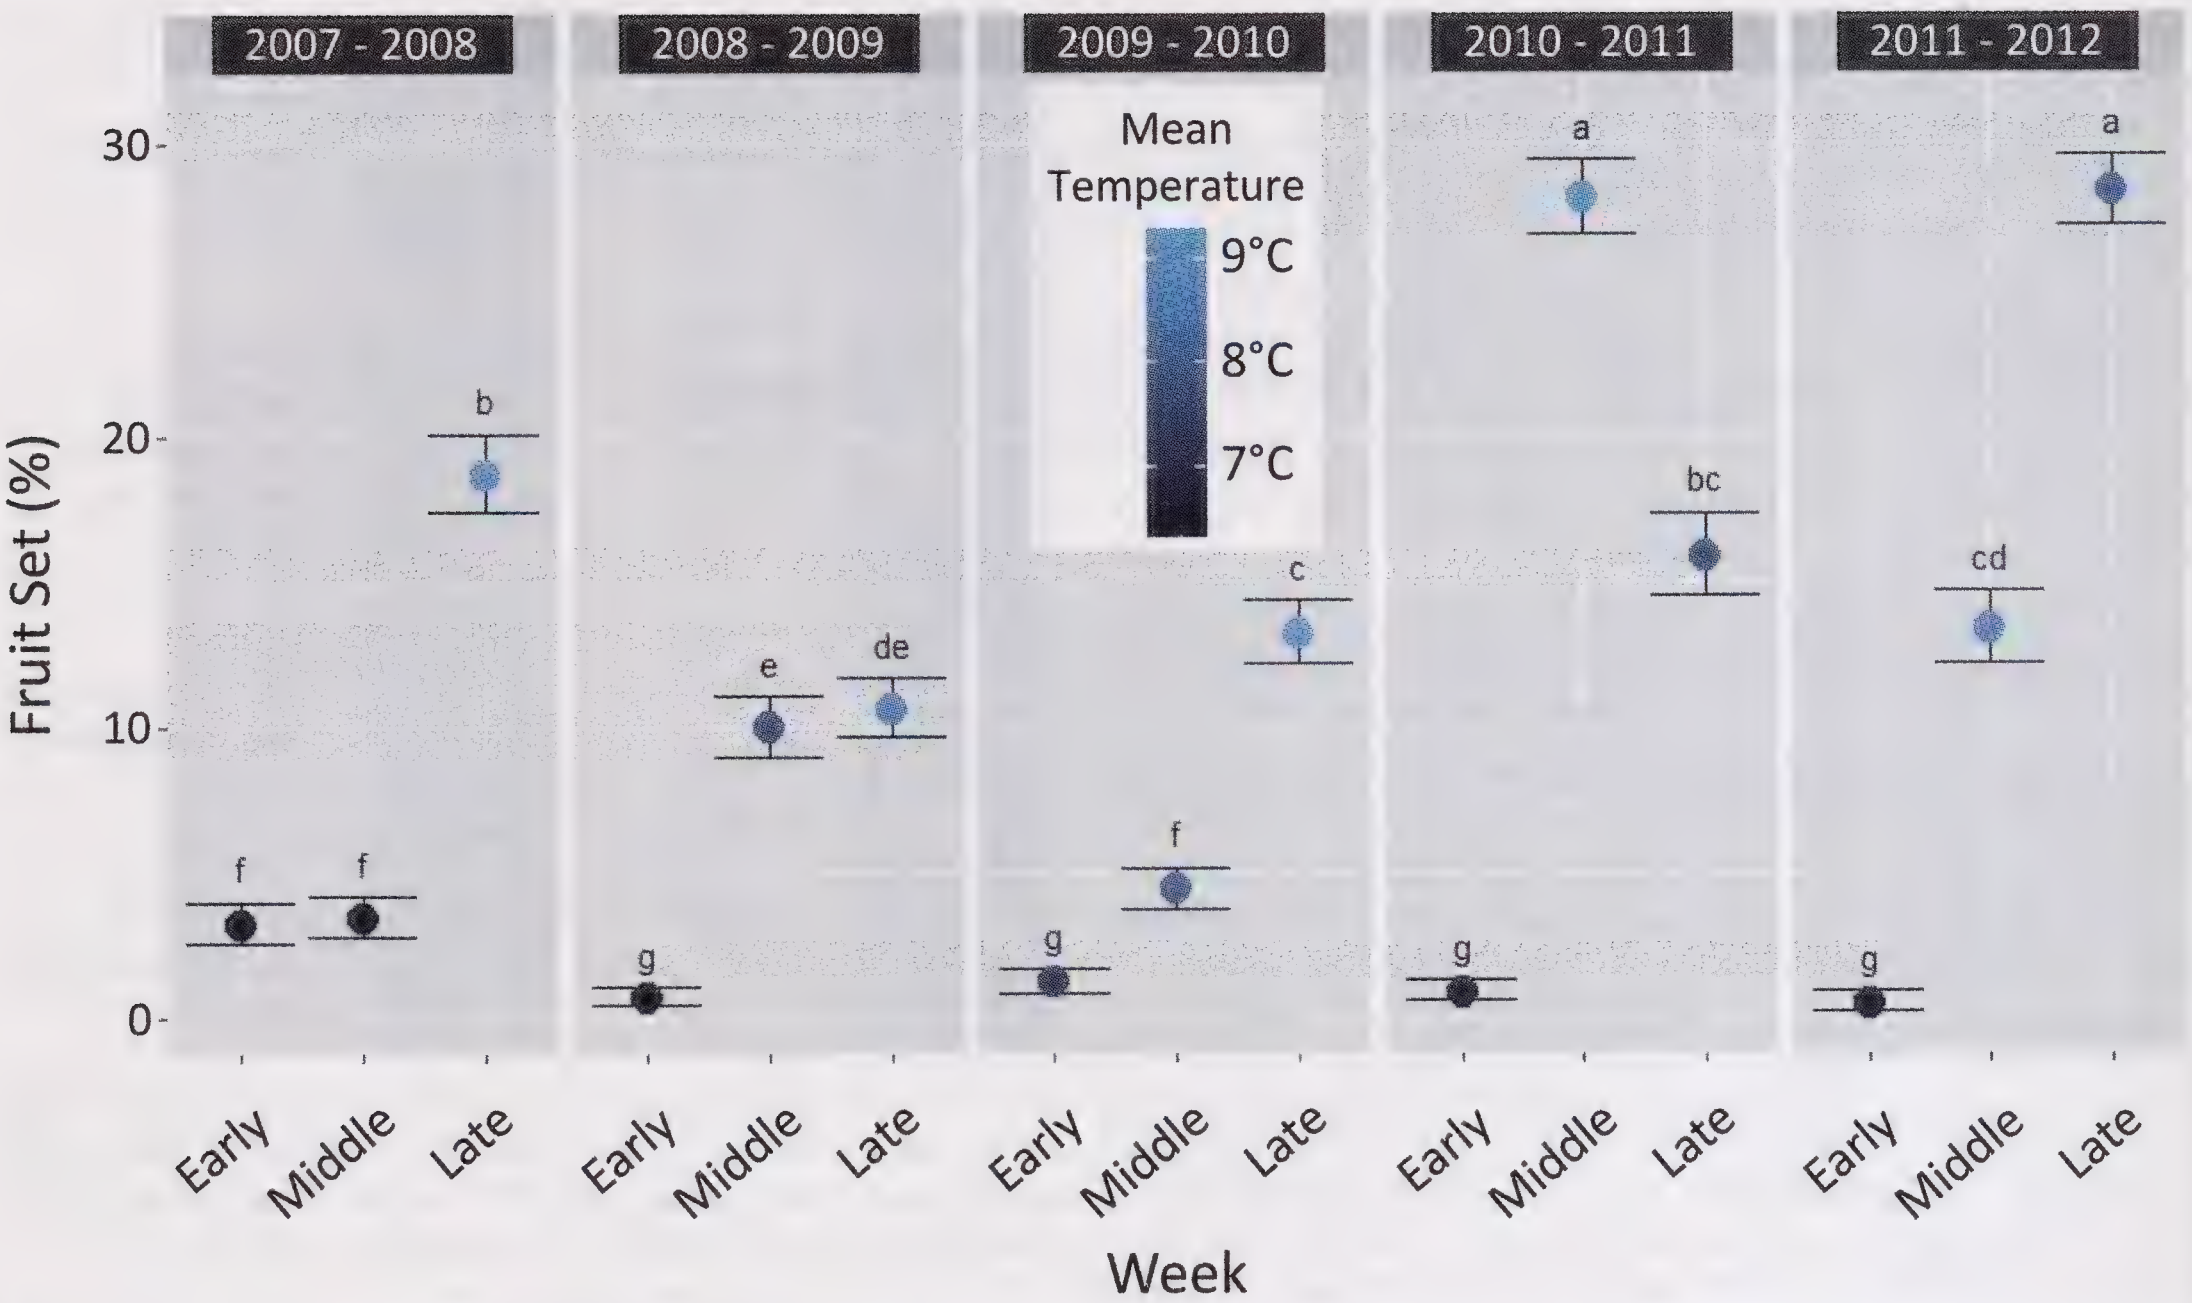 2007 - 2008
2008 - 2009
2009 - 2010
2010 - 2011
2011 - 2012
Fruit Set (%)
30
20
10
0
Mean
Temperature
9°C
8°C
7°C
f
f
b
g
e
de
g
f
c
g
a
bc
g
cd
a
Early
Middle
Late
Early
Middle
Late
Early
Middle
Late
Early
Middle
Late
Early
Middle
Late
Week